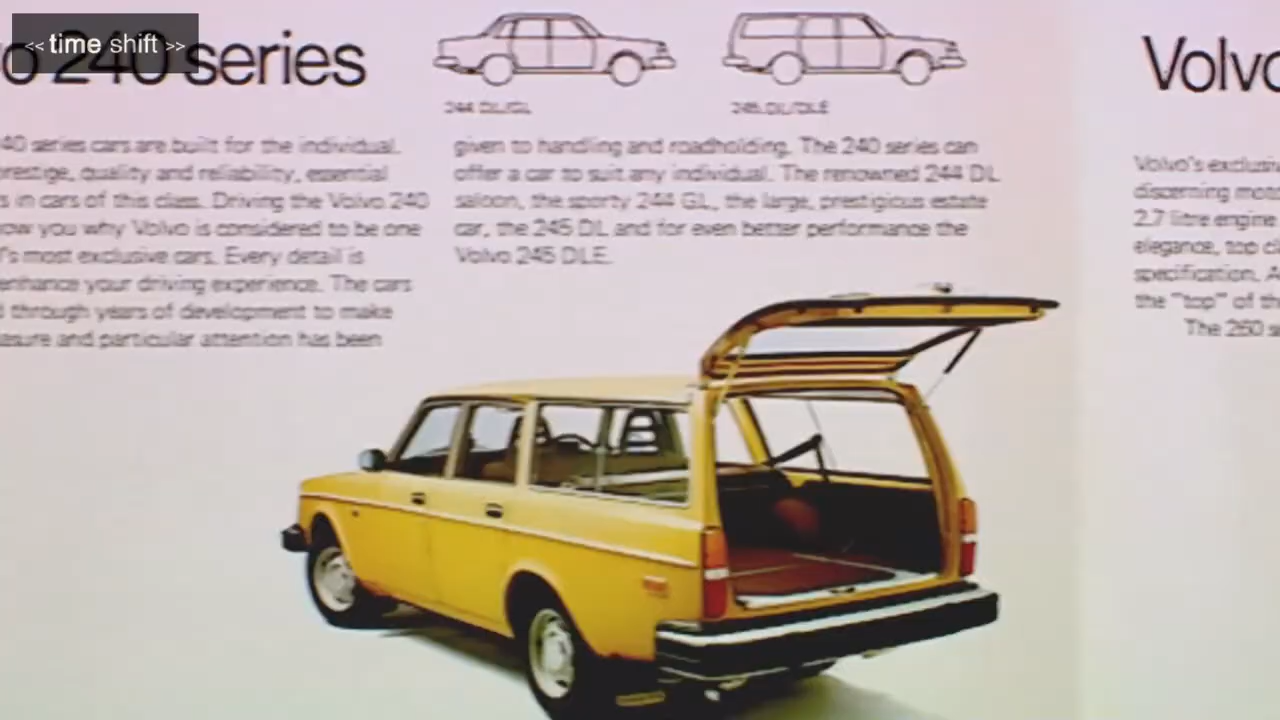 << time shift >>
o 240 series
244 DL/GL
245 DL/DLE
40 series cars are built for the individual.
restige, quality and reliability, essential
s in cars of this class. Driving the Volvo 240
ow you why Volvo is considered to be one
's most exclusive cars. Every detail is
enhance your driving experience. The cars
d through years of development to make
asure and particular attention has been
given to handling and roadholding. The 240 series can
offer a car to suit any individual. The renowned 244 DL
saloon, the sporty 244 GL, the large, prestigious estate
car, the 245 DL and for even better performance the
Volvo 245 DLE.
Volvo
Volvo's exclusi
discerning moto
2.7 litre engine
elegance, top cl
specification. A
the "top" of th
The 260 s